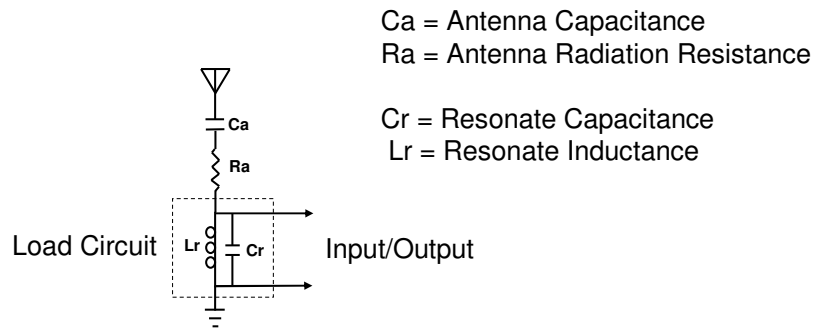 Ca = Antenna Capacitance
Ra = Antenna Radiation Resistance
Cr = Resonate Capacitance
Lr = Resonate Inductance
Ca
Ra
Load Circuit
Lr
Cr
Input/Output